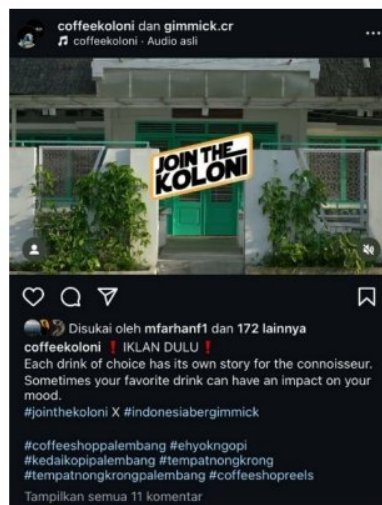 coffeekoloni dan gimmick.cr
coffeekoloni · Audio asli
JOIN THE
KOLONI
Disukai oleh mfarhanf1 dan 172 lainnya
coffeekoloni ❗ IKLAN DULU ❗
Each drink of choice has its own story for the connoisseur.
Sometimes your favorite drink can have an impact on your
mood.
#jointhekoloni X #indonesiabergimmick
#coffeeshoppalembang #ehyokngopi
#kedaikopipalembang #tempatnongkrong
#tempatnongkrongpalembang #coffeeshopreels
Tampilkan semua 11 komentar